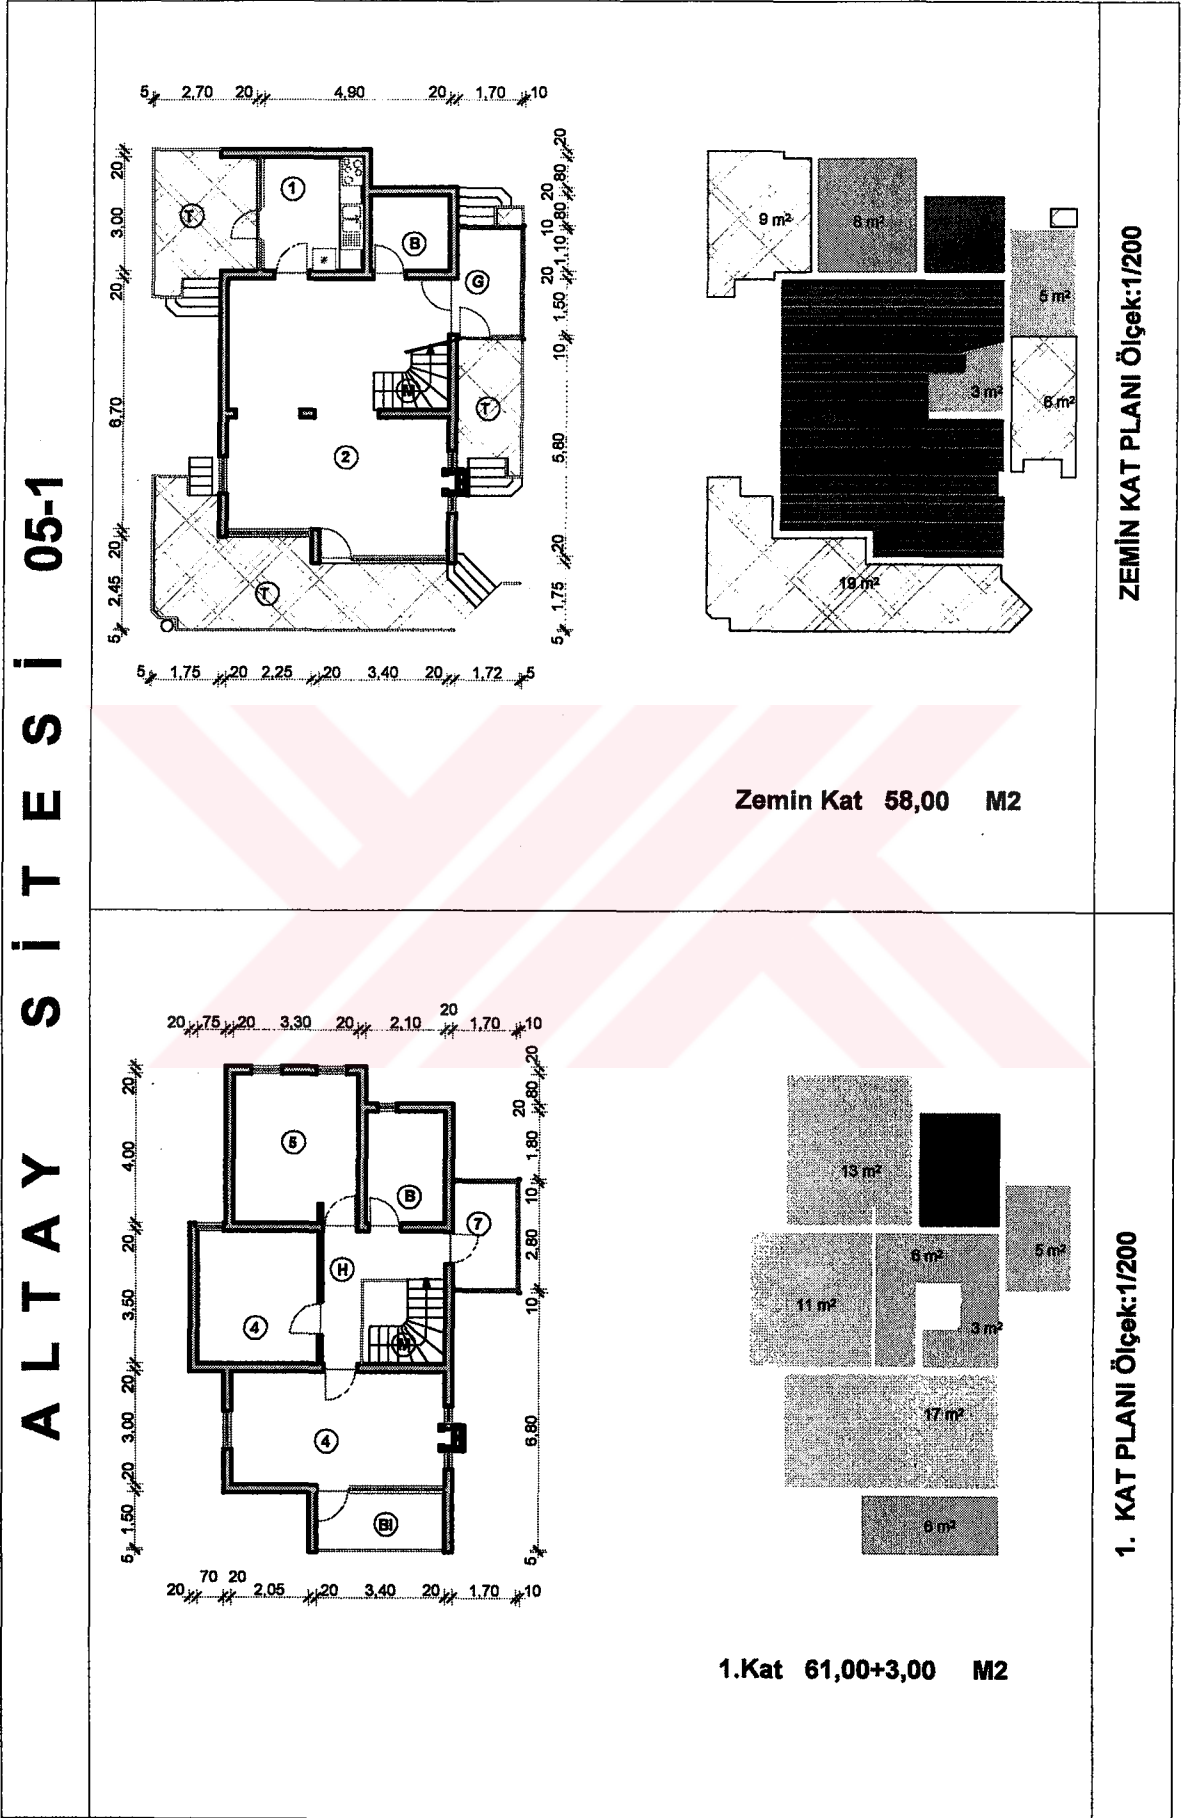 ALTAY SİTESİ 05-1
5 2,70 20 4,90 20 1,70 10
20 3,00 20 6,70 20 2,45 5
20 80 20 1,80 10 1,10 20 1,50 10 5,80 20 1,75 5
1
T
B
G
M
T
2
T
5 1,75 20 2,25 20 3,40 20 1,72 5
9 m²
8 m²
5 m²
3 m²
6 m²
19 m²
Zemin Kat 58,00 M2
ZEMİN KAT PLANI Ölçek:1/200
20 75 20 3,30 20 2,10 20 1,70 10
20 4,00 20 3,50 20 3,00 20 1,50 5
20 80 20 1,80 10 2,80 10 6,80 5
5
B
7
H
4
M
4
Bl
20 70 20 2,05 20 3,40 20 1,70 10
13 m²
6 m²
5 m²
11 m²
3 m²
17 m²
6 m²
1.Kat 61,00+3,00 M2
1. KAT PLANI Ölçek:1/200